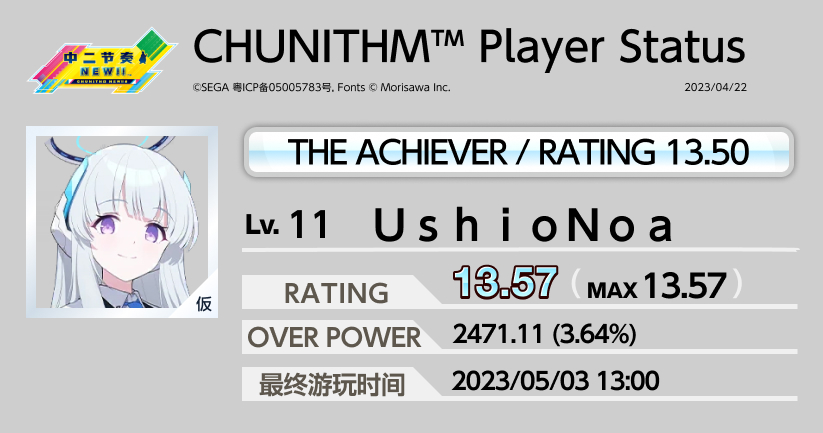 中二节奏
NEW!!
CHUNITHM NEW!!
CHUNITHM™ Player Status
©SEGA 粤ICP备05005783号, Fonts © Morisawa Inc.
2023/04/22
THE ACHIEVER / RATING 13.50
Lv. 11 UshioNoa
仮
RATING 13.57 ( MAX 13.57 )
OVER POWER 2471.11 (3.64%)
最终游玩时间 2023/05/03 13:00